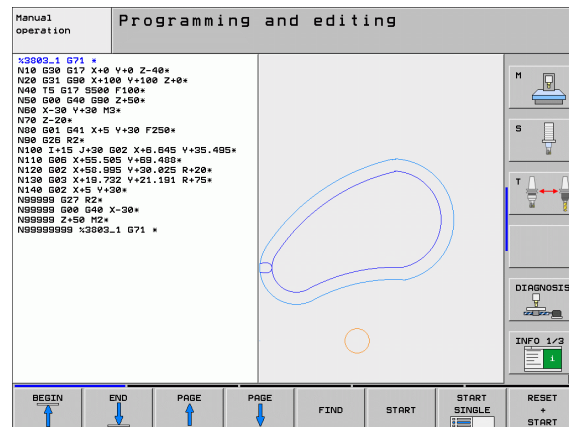 Manual
operation
Programming and editing
%3803_1 G71 *
N10 G30 G17 X+0 Y+0 Z-40*
N20 G31 G90 X+100 Y+100 Z+0*
N40 T5 G17 S500 F100*
N50 G00 G40 G90 Z+50*
N60 X-30 Y+30 M3*
N70 Z-20*
N80 G01 G41 X+5 Y+30 F250*
N90 G26 R2*
N100 I+15 J+30 G02 X+6.645 Y+35.495*
N110 G06 X+55.505 Y+69.488*
N120 G02 X+58.995 Y+30.025 R+20*
N130 G03 X+19.732 Y+21.191 R+75*
N140 G02 X+5 Y+30*
N99999 G27 R2*
N99999 G00 G40 X-30*
N99999 Z+50 M2*
N99999999 %3803_1 G71 *
M
S
T
DIAGNOSIS
INFO 1/3
i
BEGIN
END
PAGE
PAGE
FIND
START
START
SINGLE
RESET
+
START